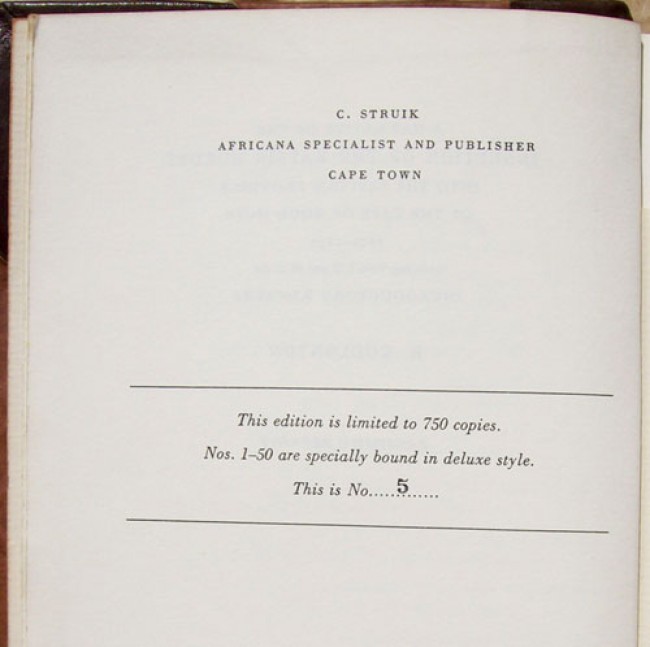 C. STRUIK
AFRICANA SPECIALIST AND PUBLISHER
CAPE TOWN
This edition is limited to 750 copies.
Nos. 1–50 are specially bound in deluxe style.
This is No.....5.......